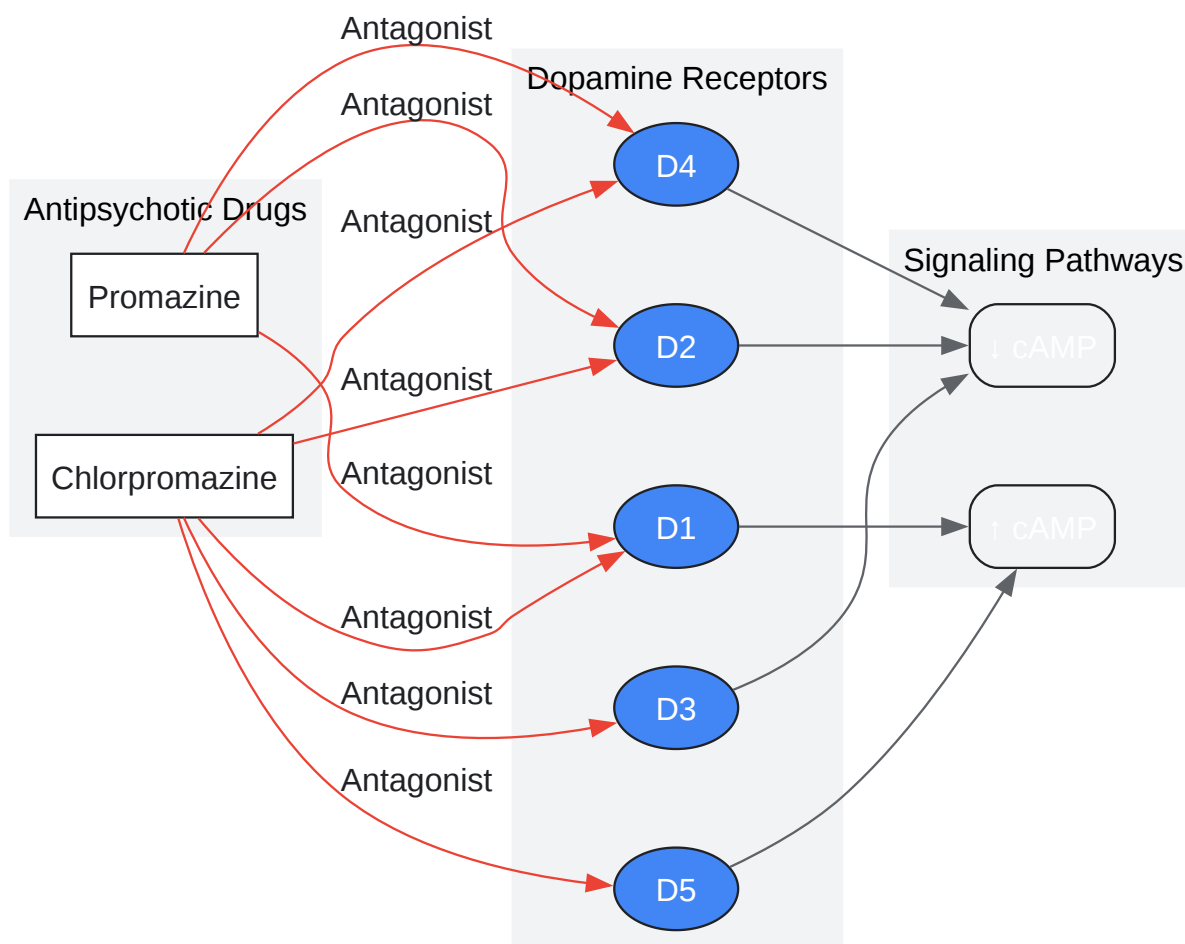 Antagonist
Dopamine Receptors
Antagonist
D4
Antipsychotic Drugs
Antagonist
Signaling Pathways
Promazine
D2
↓ cAMP
Antagonist
Chlorpromazine
Antagonist
D1
↑ cAMP
Antagonist
Antagonist
D3
Antagonist
D5